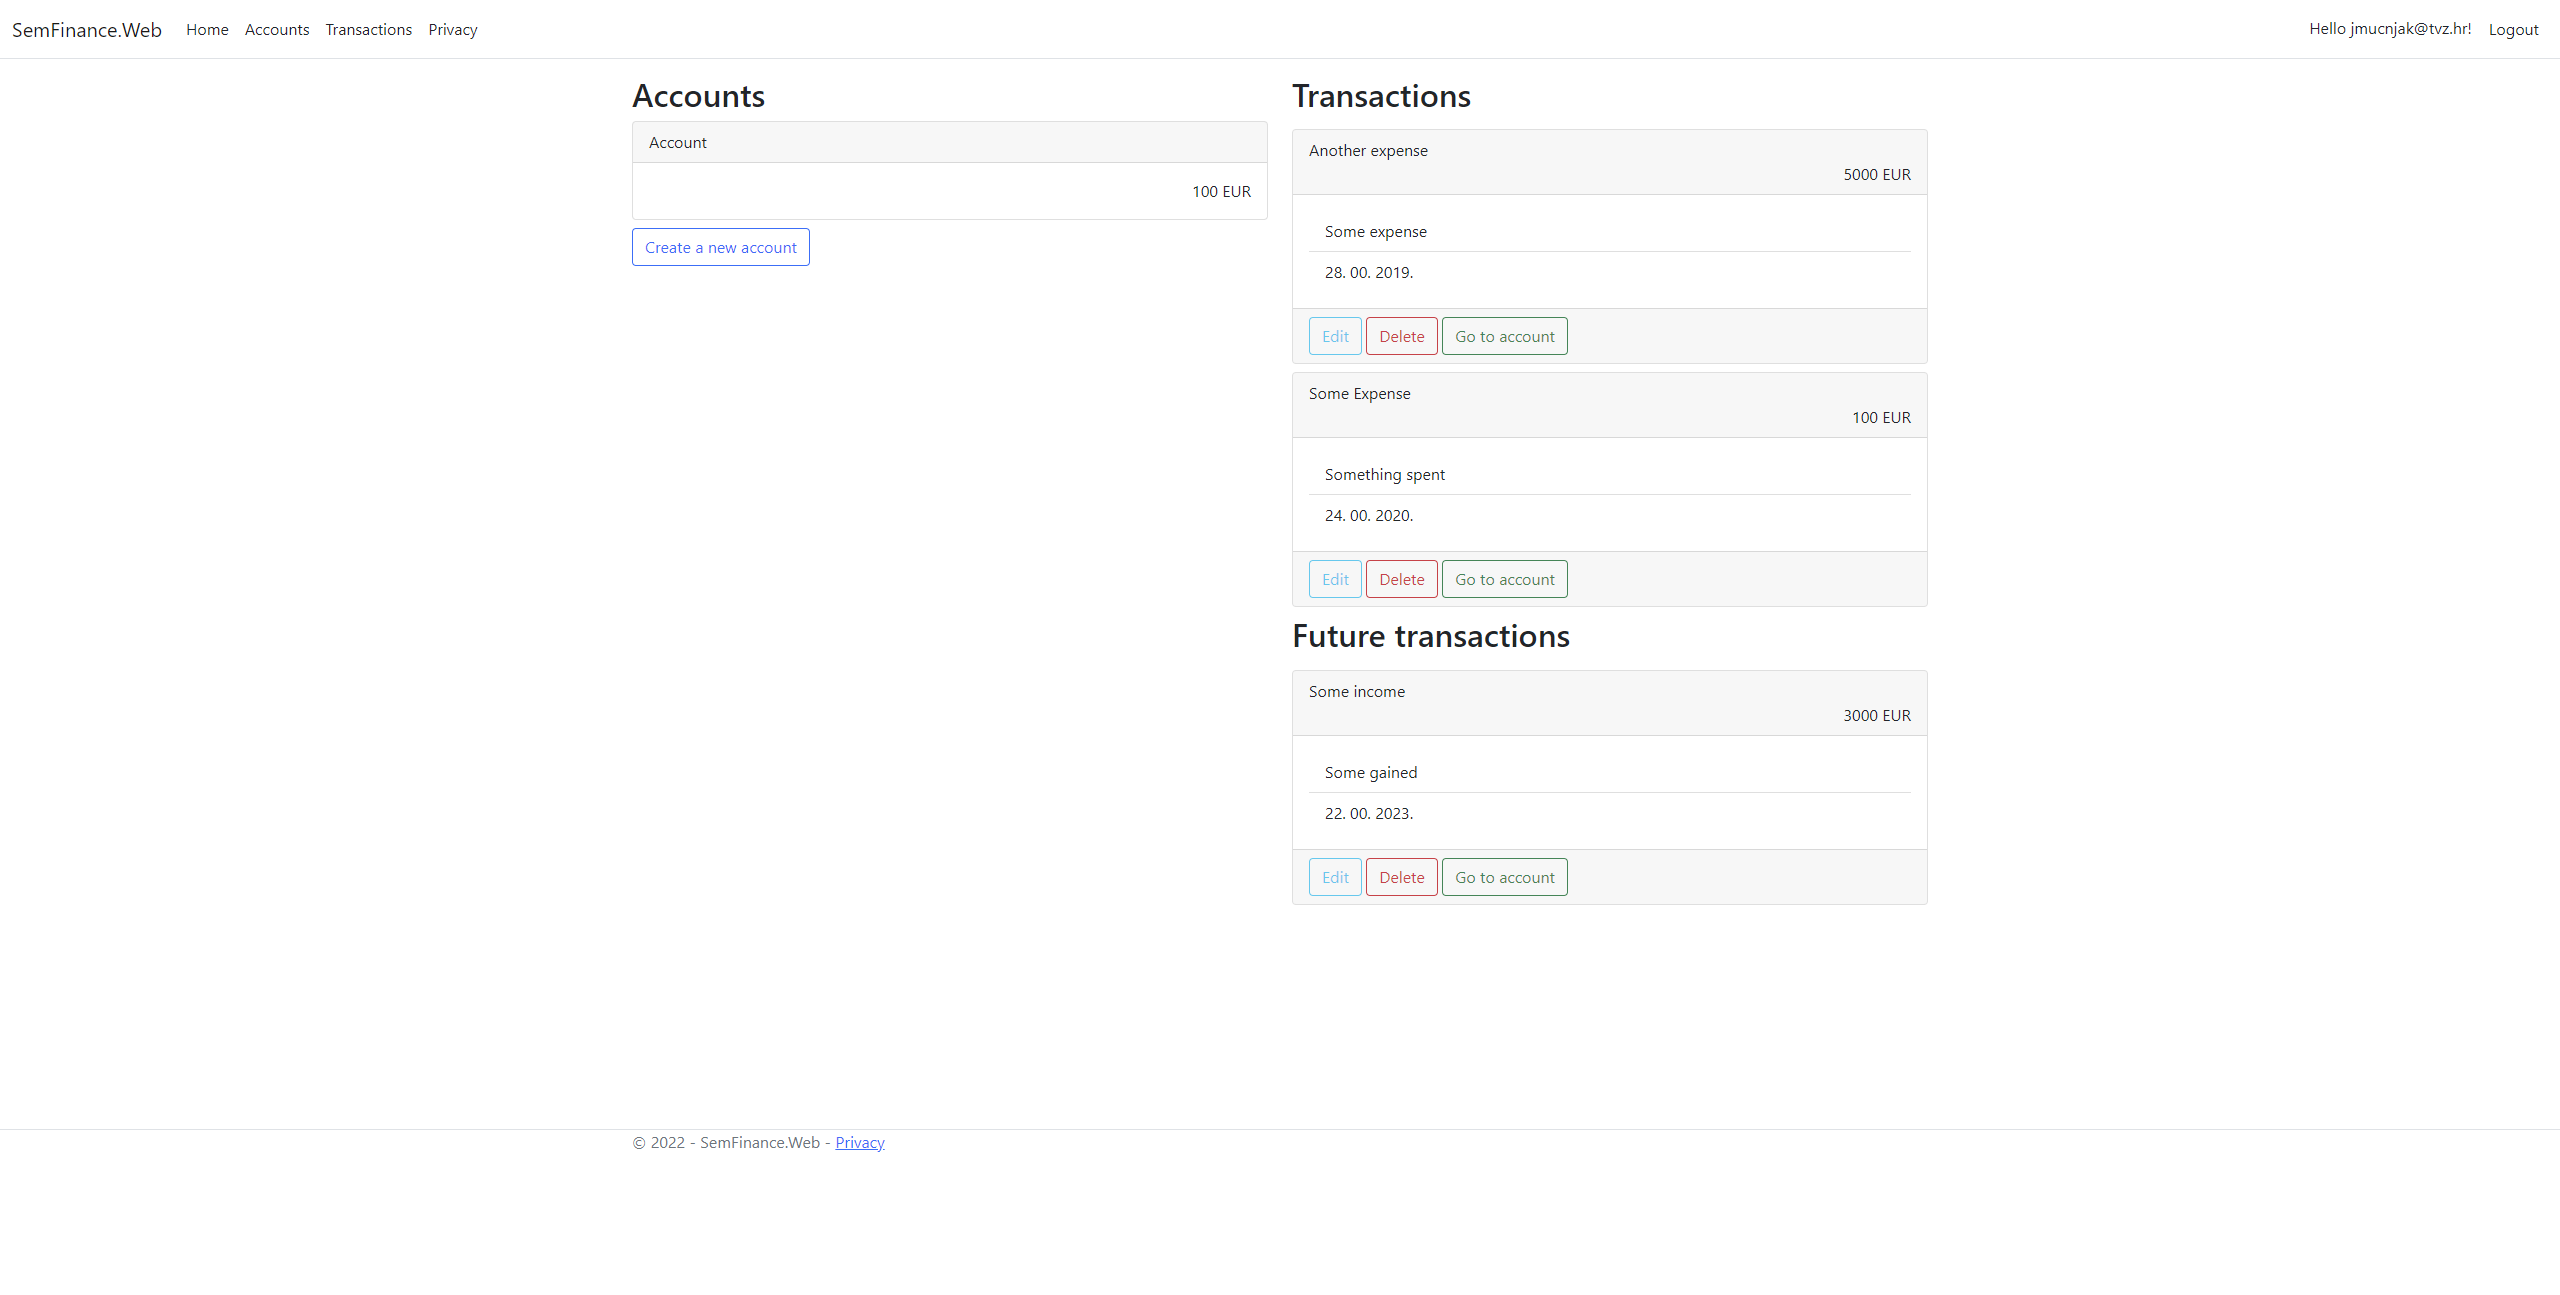 SemFinance.Web Home Accounts Transactions Privacy Hello jmucnjak@tvz.hr! Logout
Accounts
Account
100 EUR
Create a new account
Transactions
Another expense
5000 EUR
Some expense
28. 00. 2019.
Edit Delete Go to account
Some Expense
100 EUR
Something spent
24. 00. 2020.
Edit Delete Go to account
Future transactions
Some income
3000 EUR
Some gained
22. 00. 2023.
Edit Delete Go to account
© 2022 - SemFinance.Web - Privacy